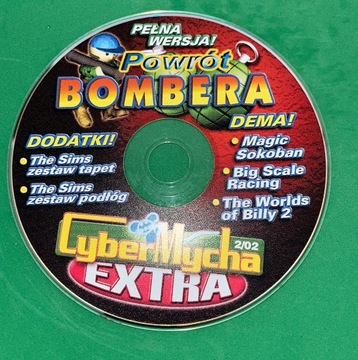 PEŁNA
WERSJA!
Powrót
BOMBERA
DODATKI!
• The Sims
zestaw tapet
• The Sims
zestaw podłóg
DEMA!
• Magic
Sokoban
• Big Scale
Racing
• The Worlds
of Billy 2
CyberMycha
2/02
EXTRA